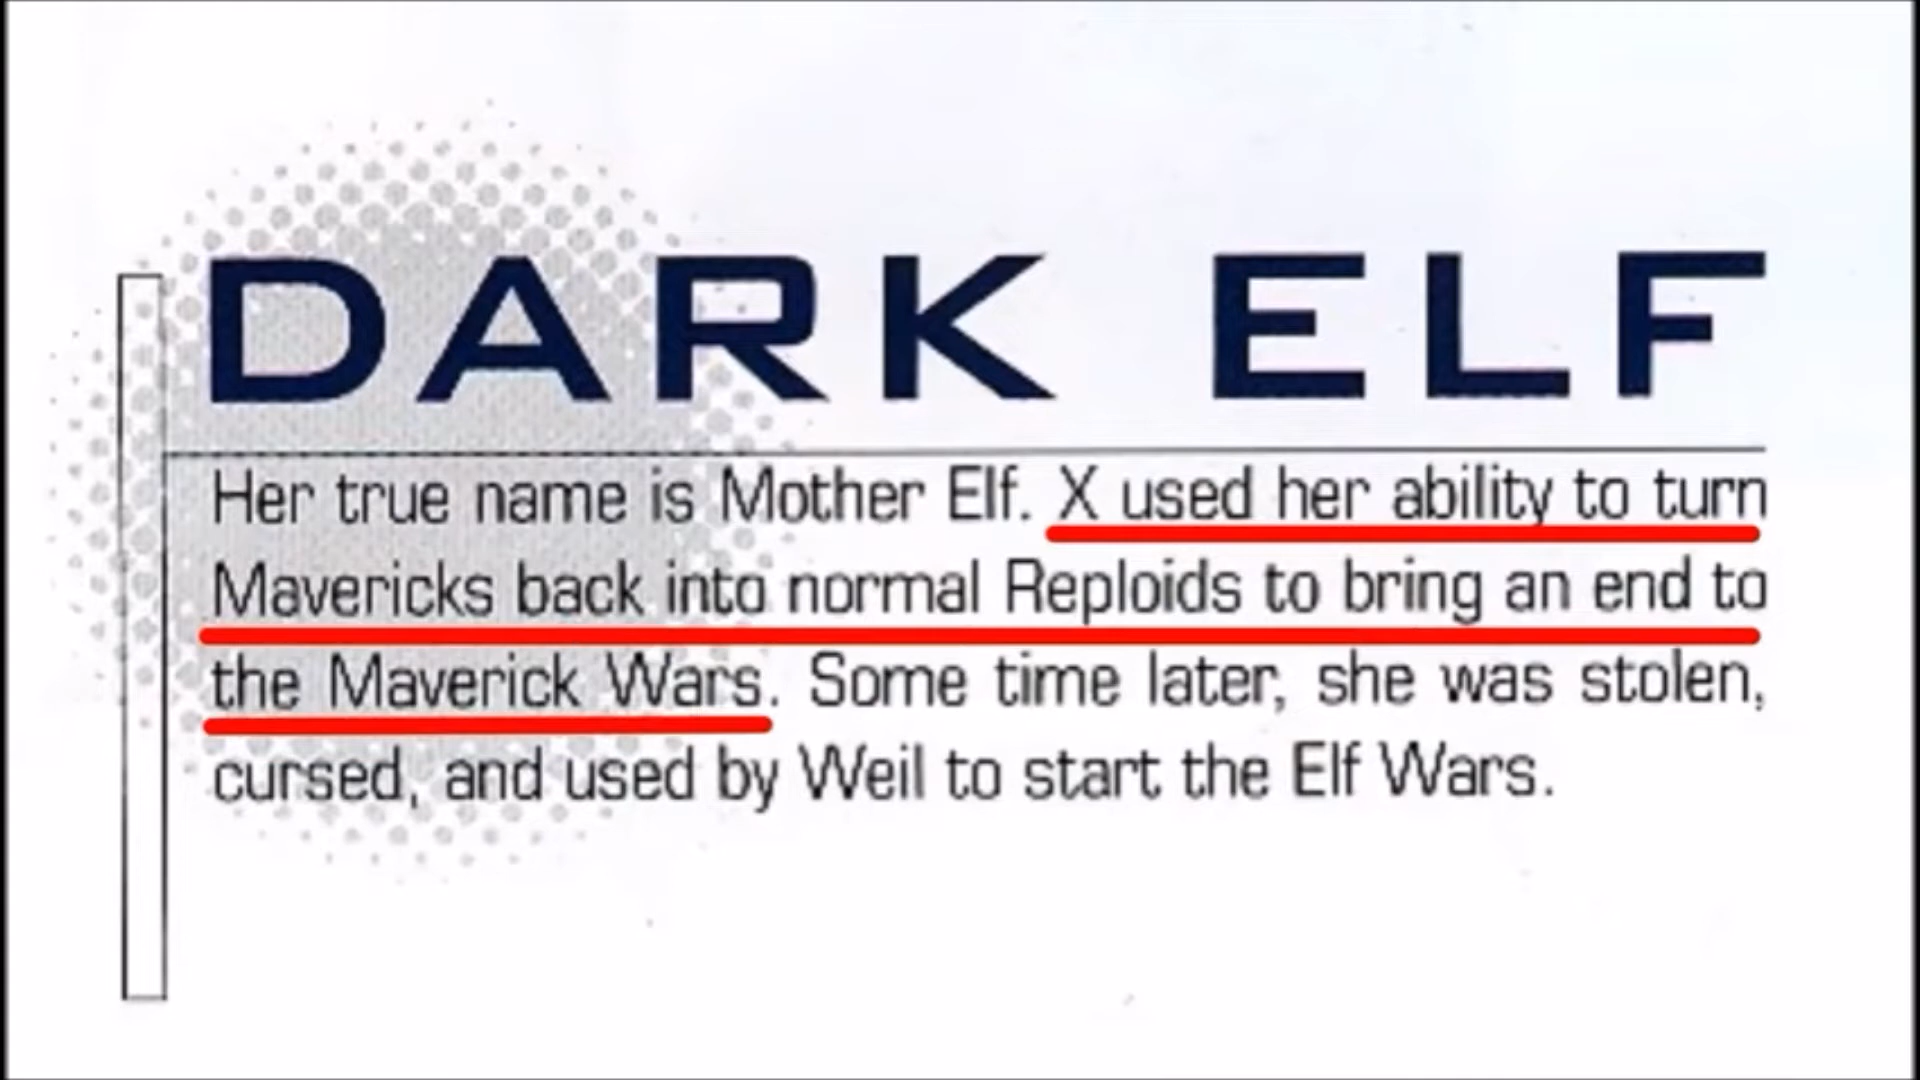 DARK ELF
Her true name is Mother Elf. X used her ability to turn
Mavericks back into normal Reploids to bring an end to
the Maverick Wars. Some time later, she was stolen,
cursed, and used by Weil to start the Elf Wars.